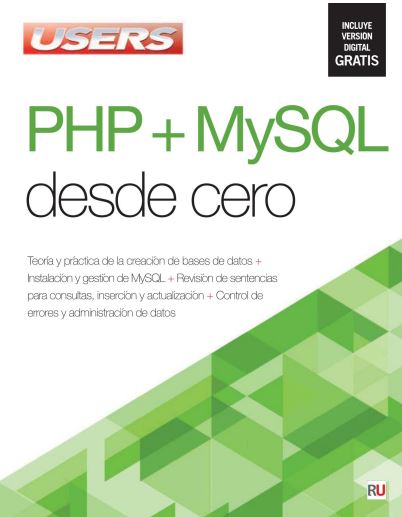 USERS
INCLUYE
VERSIÓN
DIGITAL
GRATIS
PHP + MySQL
desde cero
Teoría y práctica de la creación de bases de datos +
Instalación y gestión de MySQL + Revisión de sentencias
para consultas, inserción y actualización + Control de
errores y administración de datos
RU